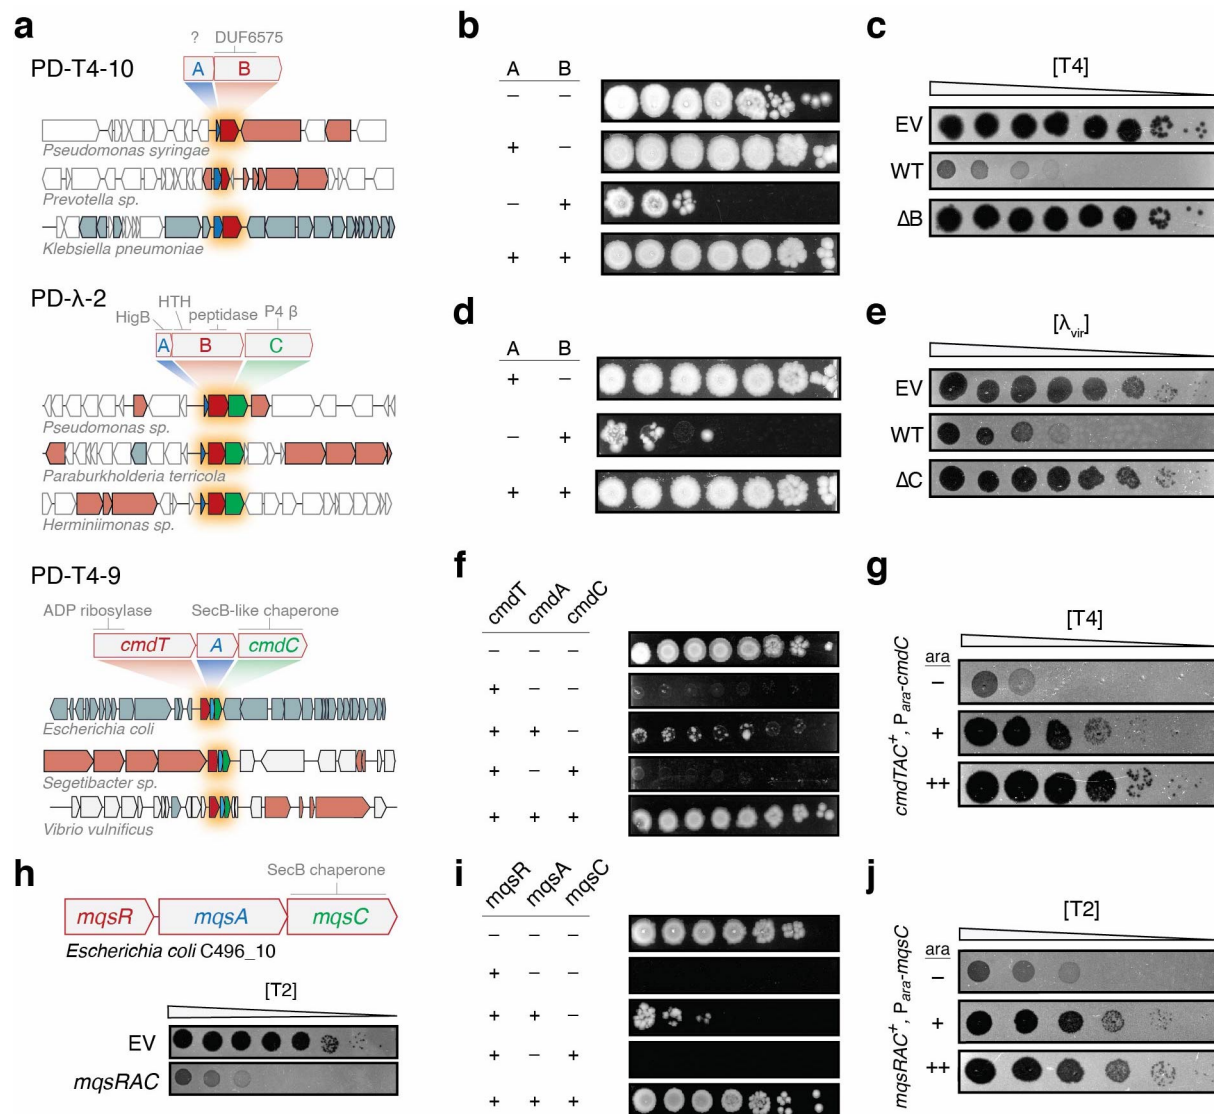 a
PD-T4-10
? DUF6575
A B
Pseudomonas syringae
Prevotella sp.
Klebsiella pneumoniae
b
A B
– –
+ –
– +
+ +
c
[T4]
EV
WT
ΔB
PD-λ-2
HigB HTH peptidase P4 β
A B C
Pseudomonas sp.
Paraburkholderia terricola
Herminiimonas sp.
d
A B
+ –
– +
+ +
e
[λvir]
EV
WT
ΔC
PD-T4-9
ADP ribosylase SecB-like chaperone
cmdT A cmdC
Escherichia coli
Segetibacter sp.
Vibrio vulnificus
f
cmdT cmdA cmdC
– – –
+ – –
+ + –
+ – +
+ + +
g
[T4]
cmdTAC+, Para-cmdC
ara
–
+
++
h
SecB chaperone
mqsR mqsA mqsC
Escherichia coli C496_10
[T2]
EV
mqsRAC
i
mqsR mqsA mqsC
– – –
+ – –
+ + –
+ – +
+ + +
j
[T2]
mqsRAC+, Para-mqsC
ara
–
+
++